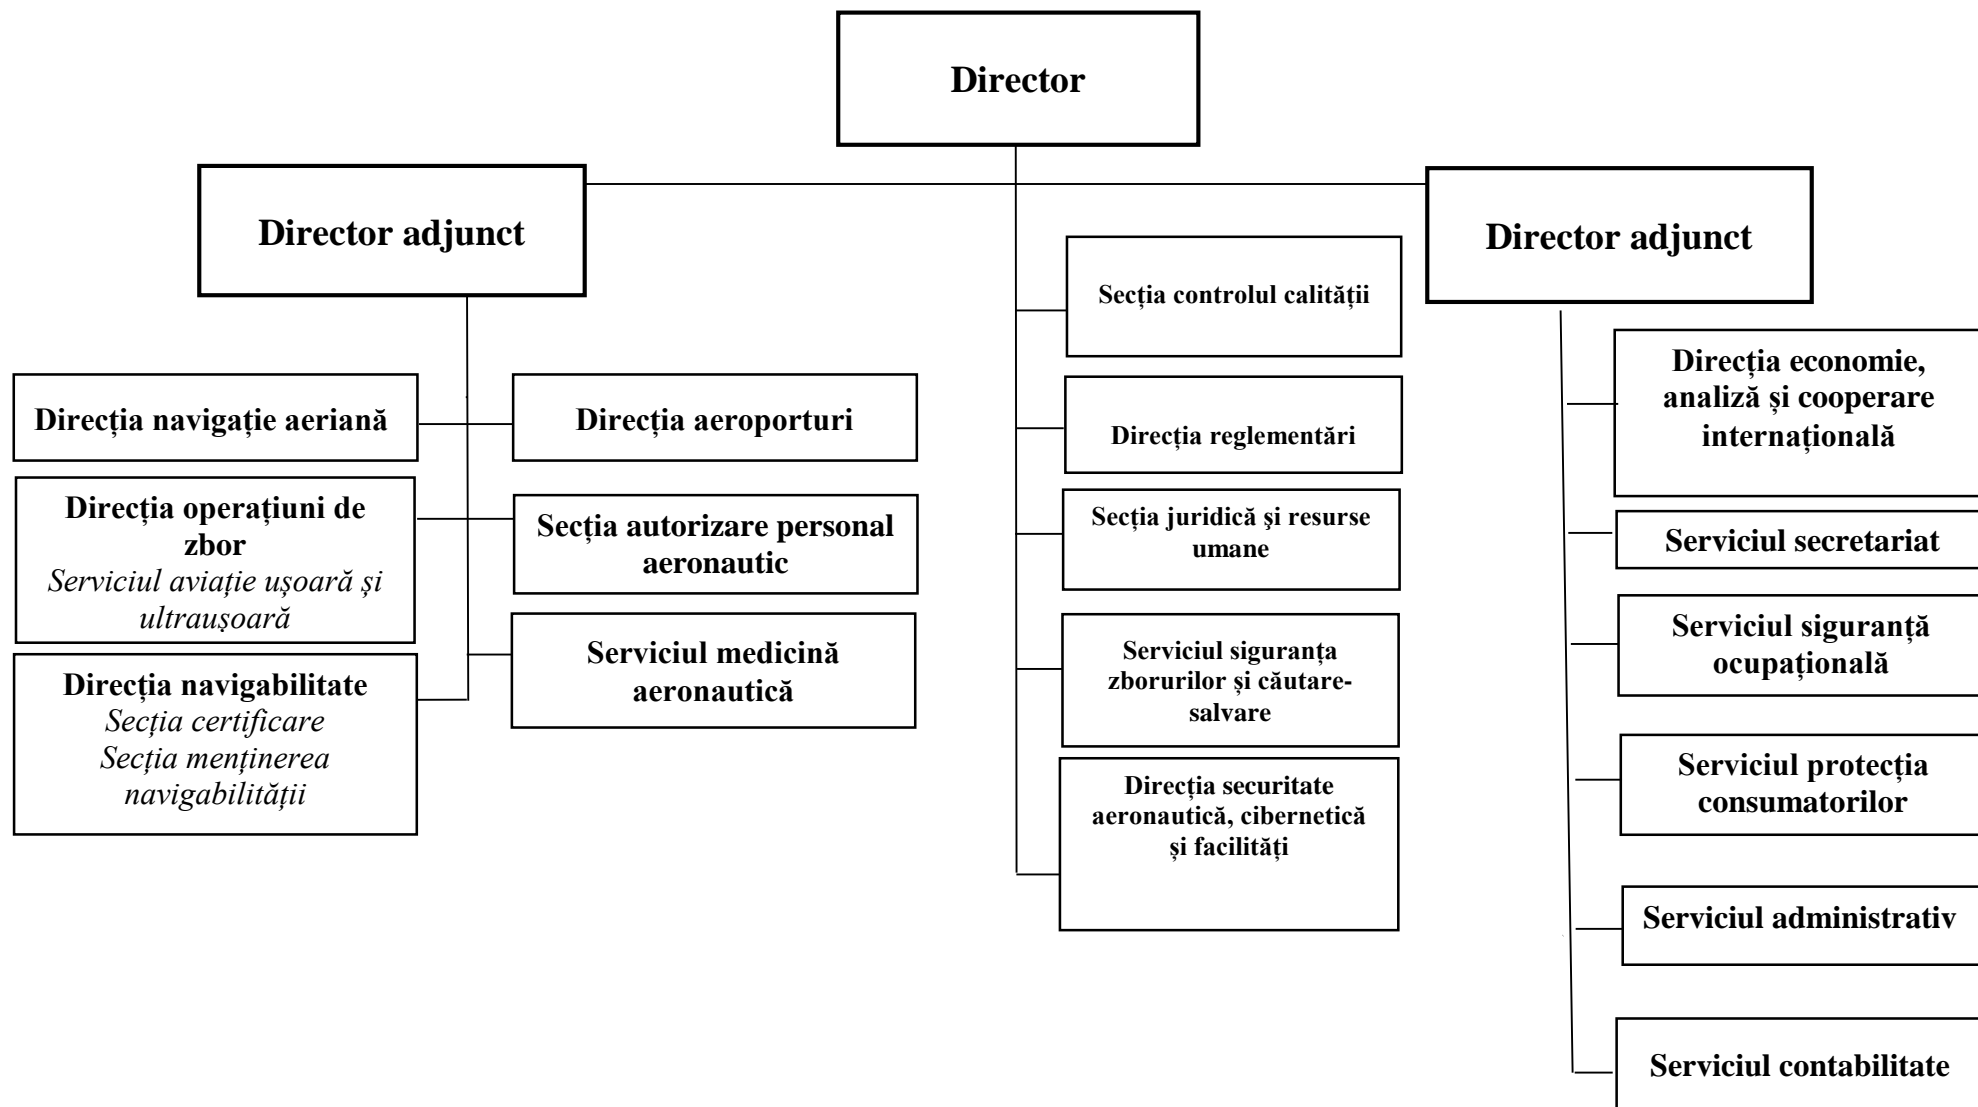 Director
Director adjunct
Director adjunct
Direcția navigație aeriană
Direcția operațiuni de
zbor
Serviciul aviație ușoară și
ultraușoară
Direcția navigabilitate
Secția certificare
Secția menținerea
navigabilității
Direcția aeroporturi
Secția autorizare personal
aeronautic
Serviciul medicină
aeronautică
Secția controlul calității
Direcția reglementări
Secția juridică şi resurse
umane
Serviciul siguranța
zborurilor și căutare-
salvare
Direcția securitate
aeronautică, cibernetică
și facilități
Direcția economie,
analiză și cooperare
internațională
Serviciul secretariat
Serviciul siguranță
ocupațională
Serviciul protecția
consumatorilor
Serviciul administrativ
Serviciul contabilitate